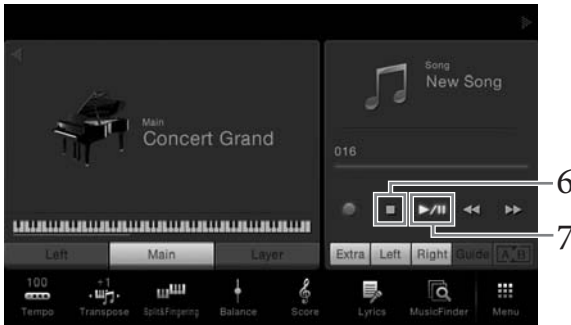 Main
Concert Grand
Song
New Song
016
6
7
Left Main Layer
Extra Left Right Guide A B
100
+1
Tempo Transpose Split&Fingering Balance Score Lyrics MusicFinder Menu